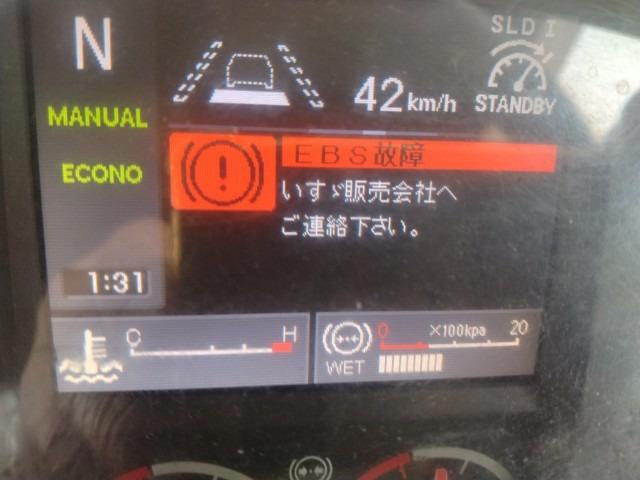 N
SLD I
42km/h
STANDBY
MANUAL
ECONO
EBS故障
いすゞ販売会社へ
ご連絡下さい。
1:31
C H
0 ×100kpa 20
WET